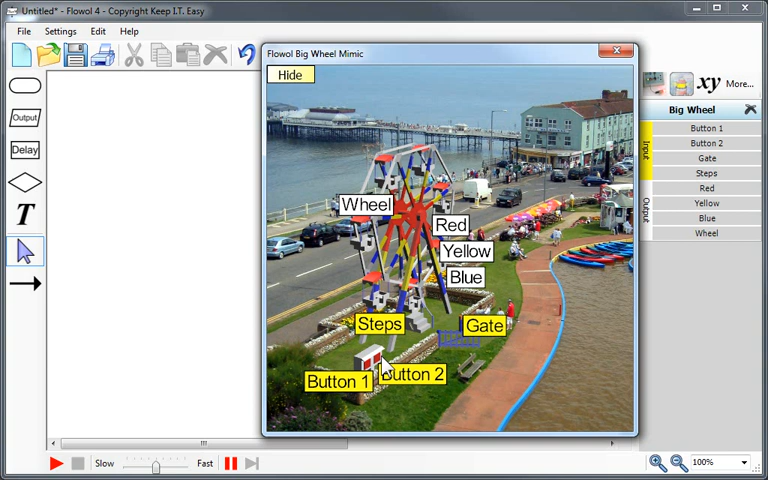 Untitled* - Flowol 4 - Copyright Keep I.T. Easy
File Settings Edit Help
Flowol Big Wheel Mimic
Hide
Output
Delay
T
Wheel
Red
Yellow
Blue
Steps
Gate
Button 1
Button 2
xy More...
Big Wheel
Input
Button 1
Button 2
Gate
Steps
Output
Red
Yellow
Blue
Wheel
Slow Fast
100%